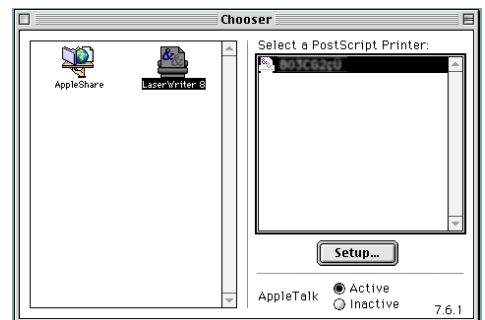 Chooser
AppleShare
LaserWriter 8
Select a PostScript Printer:
Setup...
AppleTalk
Active
Inactive
7.6.1